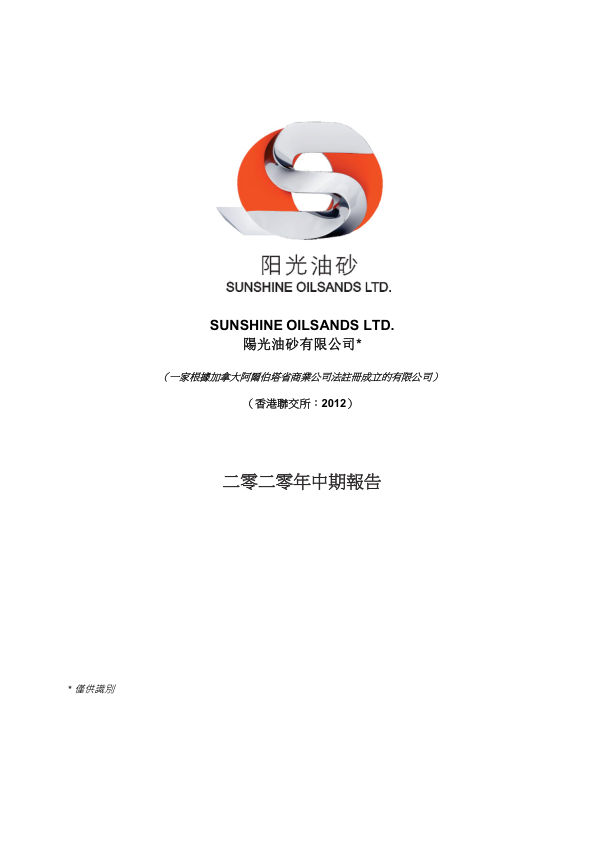 阳光油砂
SUNSHINE OILSANDS LTD.
SUNSHINE OILSANDS LTD.
陽光油砂有限公司*
（一家根據加拿大阿爾伯塔省商業公司法註冊成立的有限公司）
（香港聯交所：2012）
二零二零年中期報告
* 僅供識別